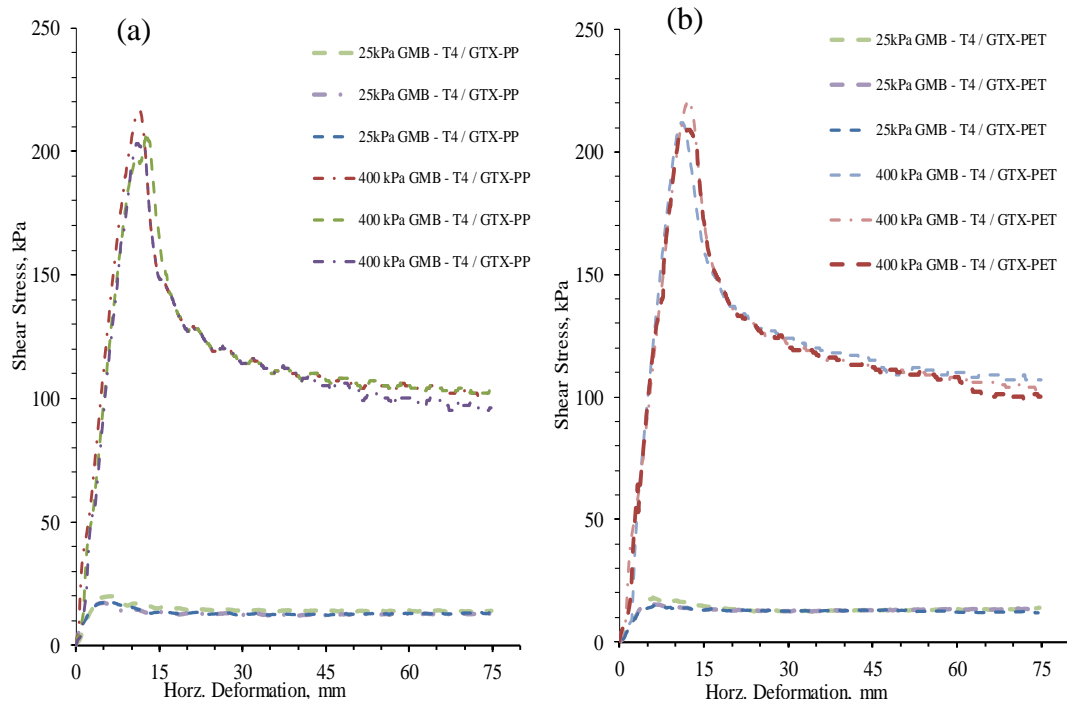 (a)
250
200
150
100
50
0
Shear Stress, kPa
25kPa GMB - T4 / GTX-PP
25kPa GMB - T4 / GTX-PP
25kPa GMB - T4 / GTX-PP
400 kPa GMB - T4 / GTX-PP
400 kPa GMB - T4 / GTX-PP
400 kPa GMB - T4 / GTX-PP
0 15 30 45 60 75
Horz. Deformation, mm
(b)
250
200
150
100
50
0
Shear Stress, kPa
25kPa GMB - T4 / GTX-PET
25kPa GMB - T4 / GTX-PET
25kPa GMB - T4 / GTX-PET
400 kPa GMB - T4 / GTX-PET
400 kPa GMB - T4 / GTX-PET
400 kPa GMB - T4 / GTX-PET
0 15 30 45 60 75
Horz. Deformation. mm